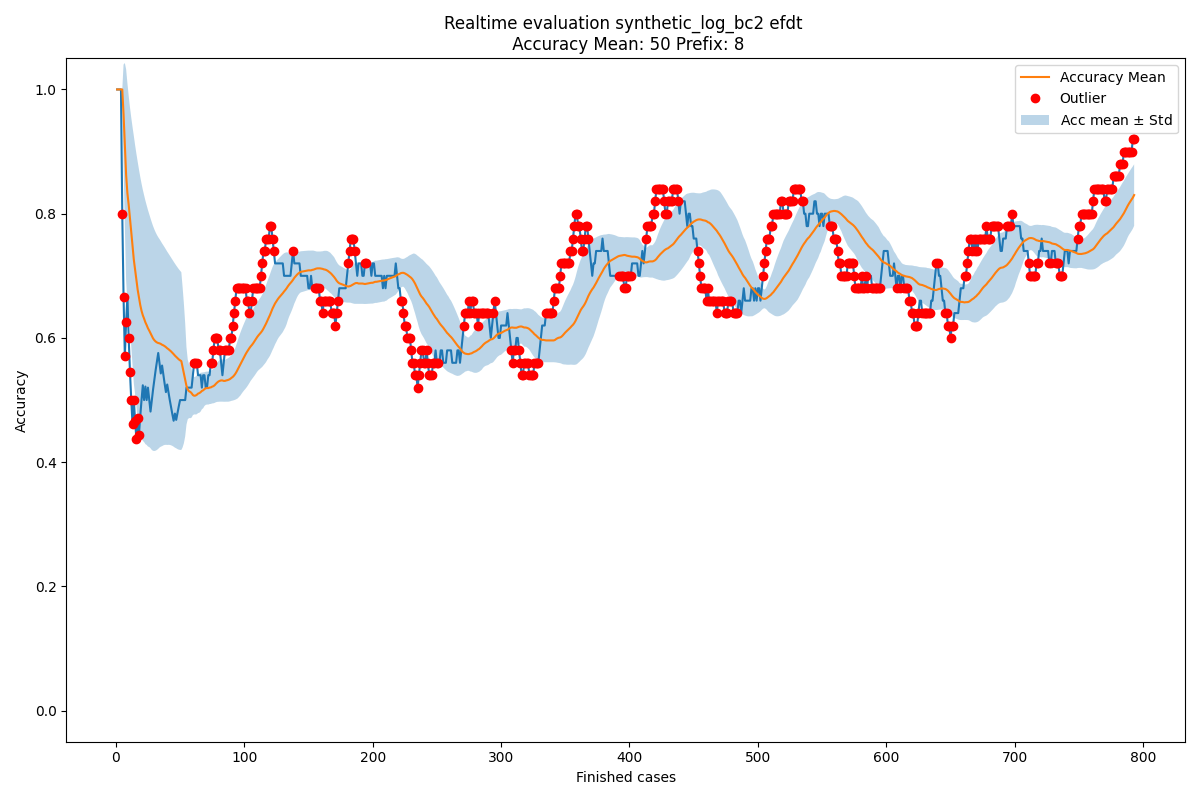 Realtime evaluation synthetic_log_bc2 efdt
Accuracy Mean: 50 Prefix: 8
Accuracy Mean
Outlier
Acc mean ± Std
1.0
0.8
0.6
0.4
0.2
0.0
Accuracy
0 100 200 300 400 500 600 700 800
Finished cases